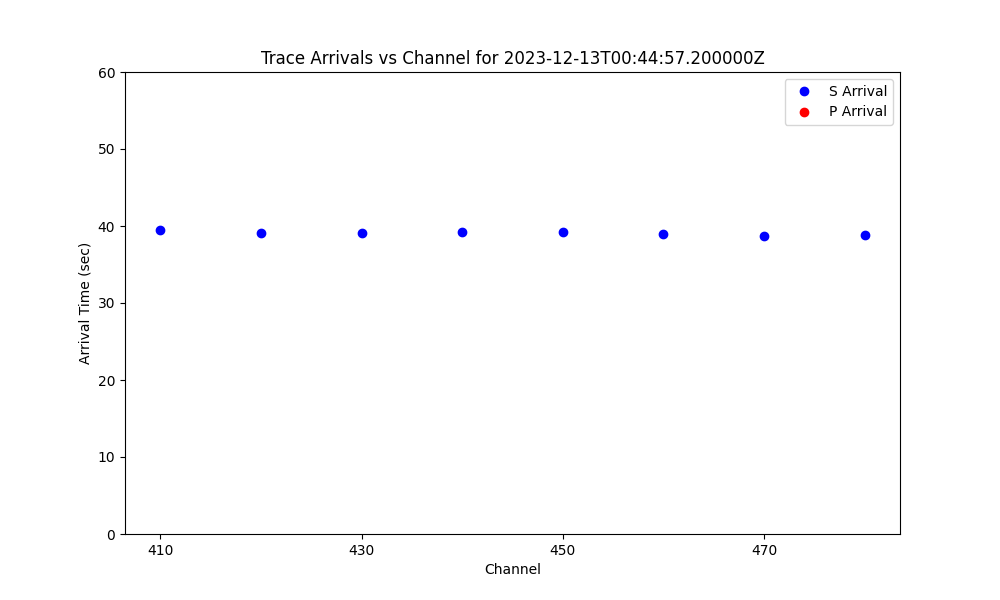 Trace Arrivals vs Channel for 2023-12-13T00:44:57.200000Z
60
50
40
30
20
10
0
Arrival Time (sec)
S Arrival
P Arrival
410
430
450
470
Channel